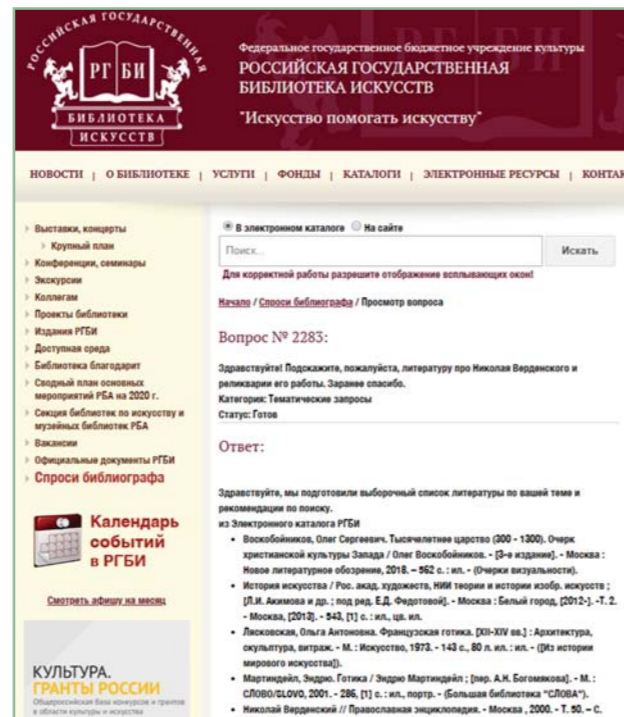 РОССИЙСКАЯ ГОСУДАРСТВЕННАЯ
РГ БИ
БИБЛИОТЕКА
ИСКУССТВ
Федеральное государственное бюджетное учреждение культуры
РОССИЙСКАЯ ГОСУДАРСТВЕННАЯ
БИБЛИОТЕКА ИСКУССТВ
"Искусство помогать искусству"
НОВОСТИ | О БИБЛИОТЕКЕ | УСЛУГИ | ФОНДЫ | КАТАЛОГИ | ЭЛЕКТРОННЫЕ РЕСУРСЫ | КОНТАК
Выставки, концерты
Крупный план
Конференции, семинары
Экскурсии
Коллегам
Проекты библиотеки
Издания РГБИ
Доступная среда
Библиотека благодарит
Сводный план основных
мероприятий РБА на 2020 г.
Секция библиотек по искусству и
музейных библиотек РБА
Вакансии
Официальные документы РГБИ
Спроси библиографа
Календарь
событий
в РГБИ
Смотреть афишу на месяц
КУЛЬТУРА.
ГРАНТЫ РОССИИ
Общероссийская база конкурсов и грантов
в области культуры и искусства
В электронном каталоге На сайте
Поиск... Искать
Для корректной работы разрешите отображение всплывающих окон!
Начало / Спроси библиографа / Просмотр вопроса
Вопрос № 2283:
Здравствуйте! Подскажите, пожалуйста, литературу про Николая Верденского и
реликварии его работы. Заранее спасибо.
Категория: Тематические запросы
Статус: Готов
Ответ:
Здравствуйте, мы подготовили выборочный список литературы по вашей теме и
рекомендации по поиску.
из Электронного каталога РГБИ
• Воскобойников, Олег Сергеевич. Тысячелетнее царство (300 - 1300). Очерк
христианской культуры Запада / Олег Воскобойников. - [3-е издание]. - Москва :
Новое литературное обозрение, 2018. – 562 с. : ил. - (Очерки визуальности).
• История искусства / Рос. акад. художеств, НИИ теории и истории изобр. искусств ;
[Л.И. Акимова и др. ; под ред. Е.Д. Федотовой]. - Москва : Белый город, [2012-]. -Т. 2.
- Москва, [2013]. - 543, [1] с. : ил., цв. ил.
• Лясковская, Ольга Антоновна. Французская готика. [XII-XIV вв.] : Архитектура,
скульптура, витраж. - М. : Искусство, 1973. - 143 с., 80 л. ил. : ил. - ([Из истории
мирового искусства]).
• Мартиндейл, Эндрю. Готика / Эндрю Мартиндейл ; [пер. А.Н. Богомякова]. - М. :
СЛОВО/SLOVO, 2001. - 286, [1] с. : ил., портр. - (Большая библиотека "СЛОВА").
• Николай Верденский // Православная энциклопедия. - Москва , 2000. - Т. 50. – С.